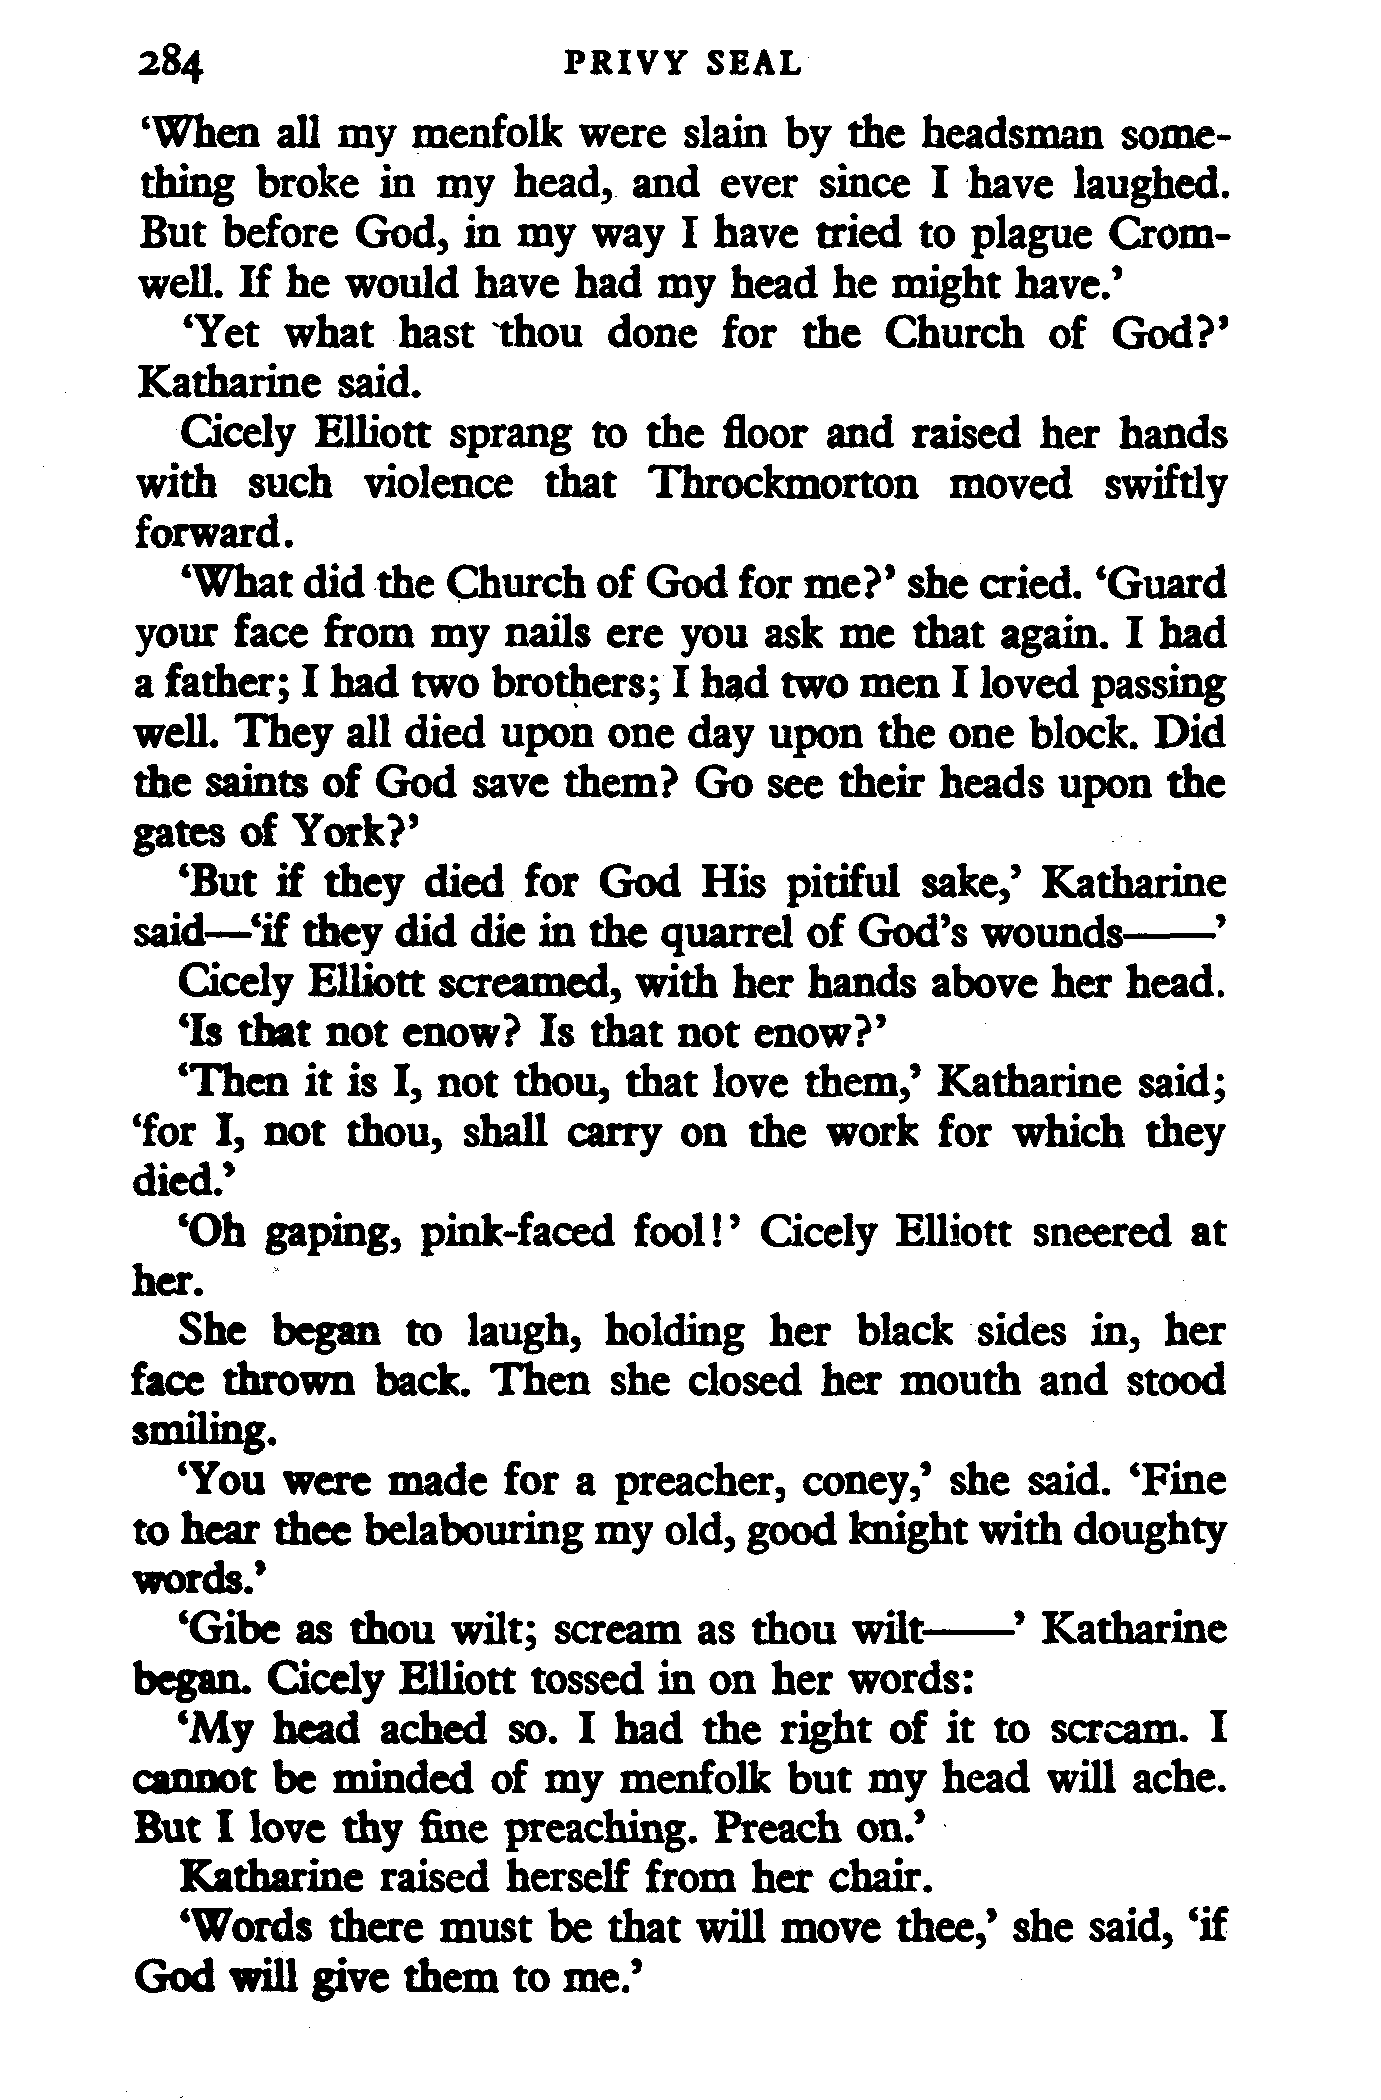 284 PRIVY SEAL
‘When all my menfolk were slain by the headsman some-
thing broke in my head, and ever since I have laughed.
But before God, in my way I have tried to plague Crom-
well. If he would have had my head he might have.’
‘Yet what hast thou done for the Church of God?’
Katharine said.
Cicely Elliott sprang to the floor and raised her hands
with such violence that Throckmorton moved swiftly
forward.
‘What did the Church of God for me?’ she cried. ‘Guard
your face from my nails ere you ask me that again. I had
a father; I had two brothers; I had two men I loved passing
well. They all died upon one day upon the one block. Did
the saints of God save them? Go see their heads upon the
gates of York?’
‘But if they died for God His pitiful sake,’ Katharine
said—‘if they did die in the quarrel of God’s wounds——’
Cicely Elliott screamed, with her hands above her head.
‘Is that not enow? Is that not enow?’
‘Then it is I, not thou, that love them,’ Katharine said;
‘for I, not thou, shall carry on the work for which they
died.’
‘Oh gaping, pink-faced fool!’ Cicely Elliott sneered at
her.
She began to laugh, holding her black sides in, her
face thrown back. Then she closed her mouth and stood
smiling.
‘You were made for a preacher, coney,’ she said. ‘Fine
to hear thee belabouring my old, good knight with doughty
words.’
‘Gibe as thou wilt; scream as thou wilt——’ Katharine
began. Cicely Elliott tossed in on her words:
‘My head ached so. I had the right of it to scream. I
cannot be minded of my menfolk but my head will ache.
But I love thy fine preaching. Preach on.’
Katharine raised herself from her chair.
‘Words there must be that will move thee,’ she said, ‘if
God will give them to me.’